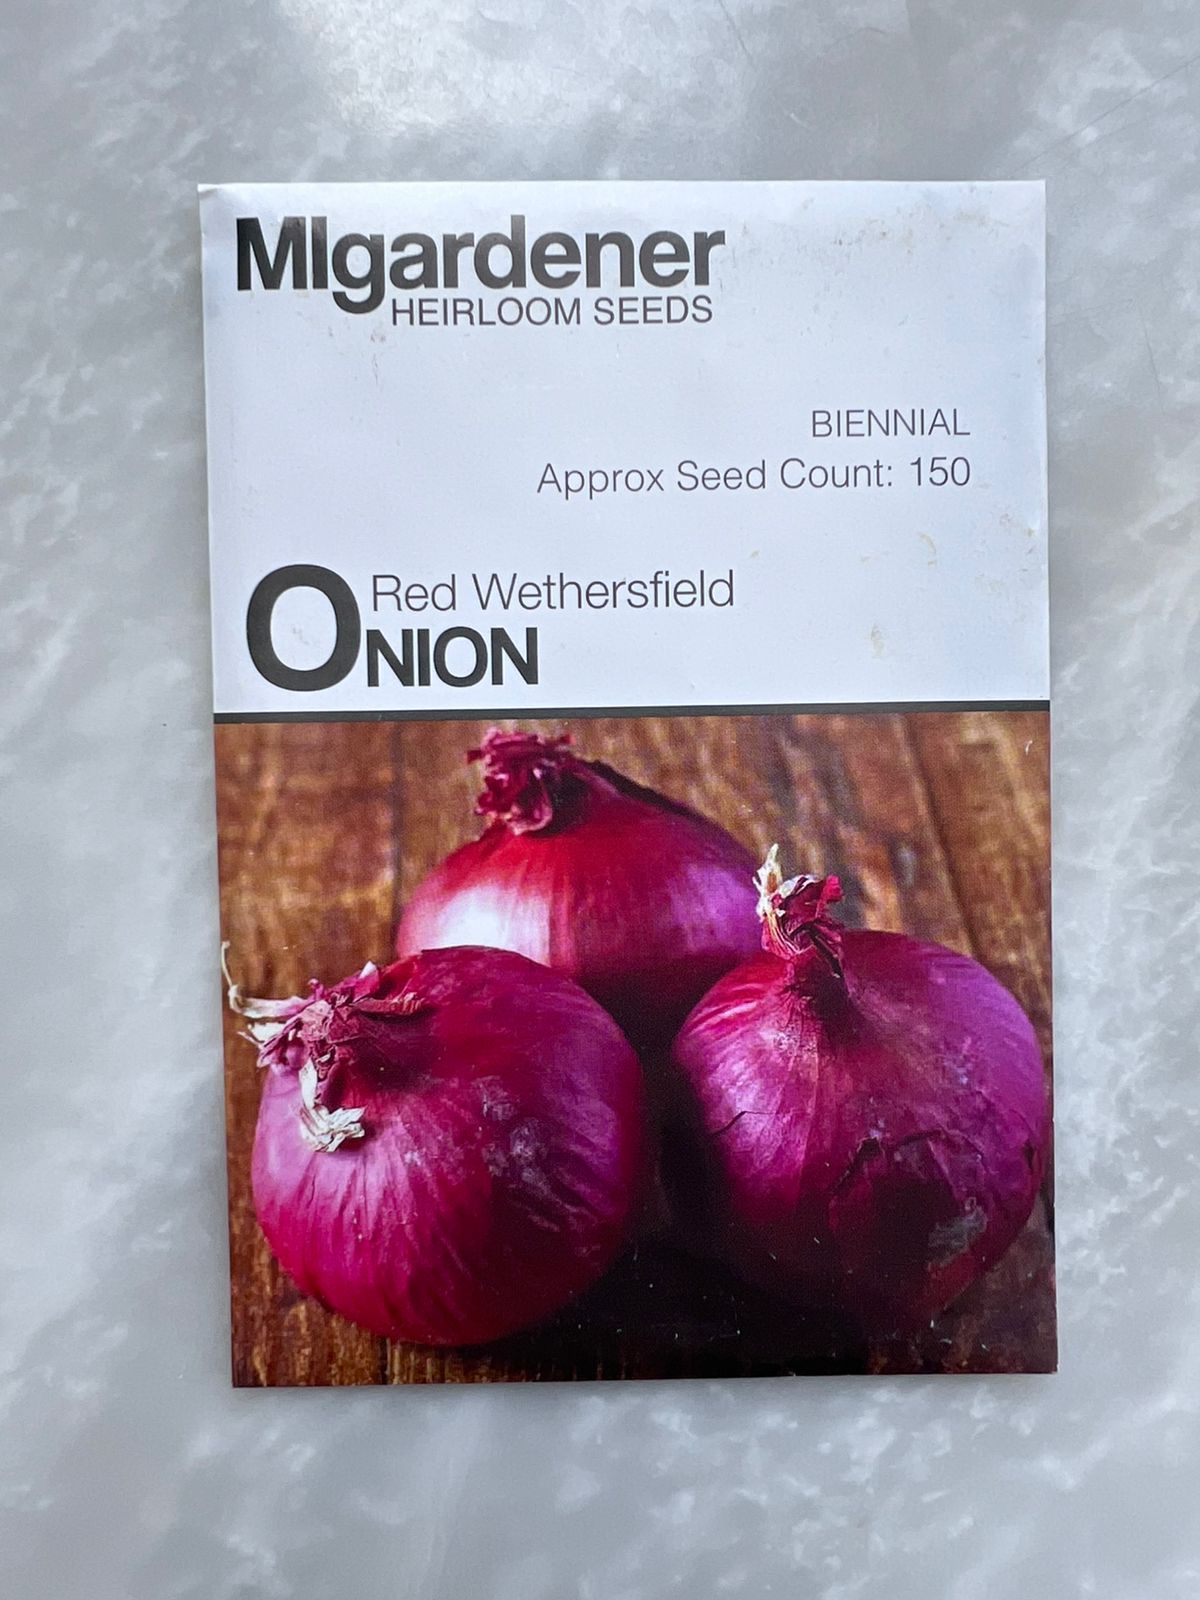 MIgardener
HEIRLOOM SEEDS
BIENNIAL
Approx Seed Count: 150
Red Wethersfield
ONION